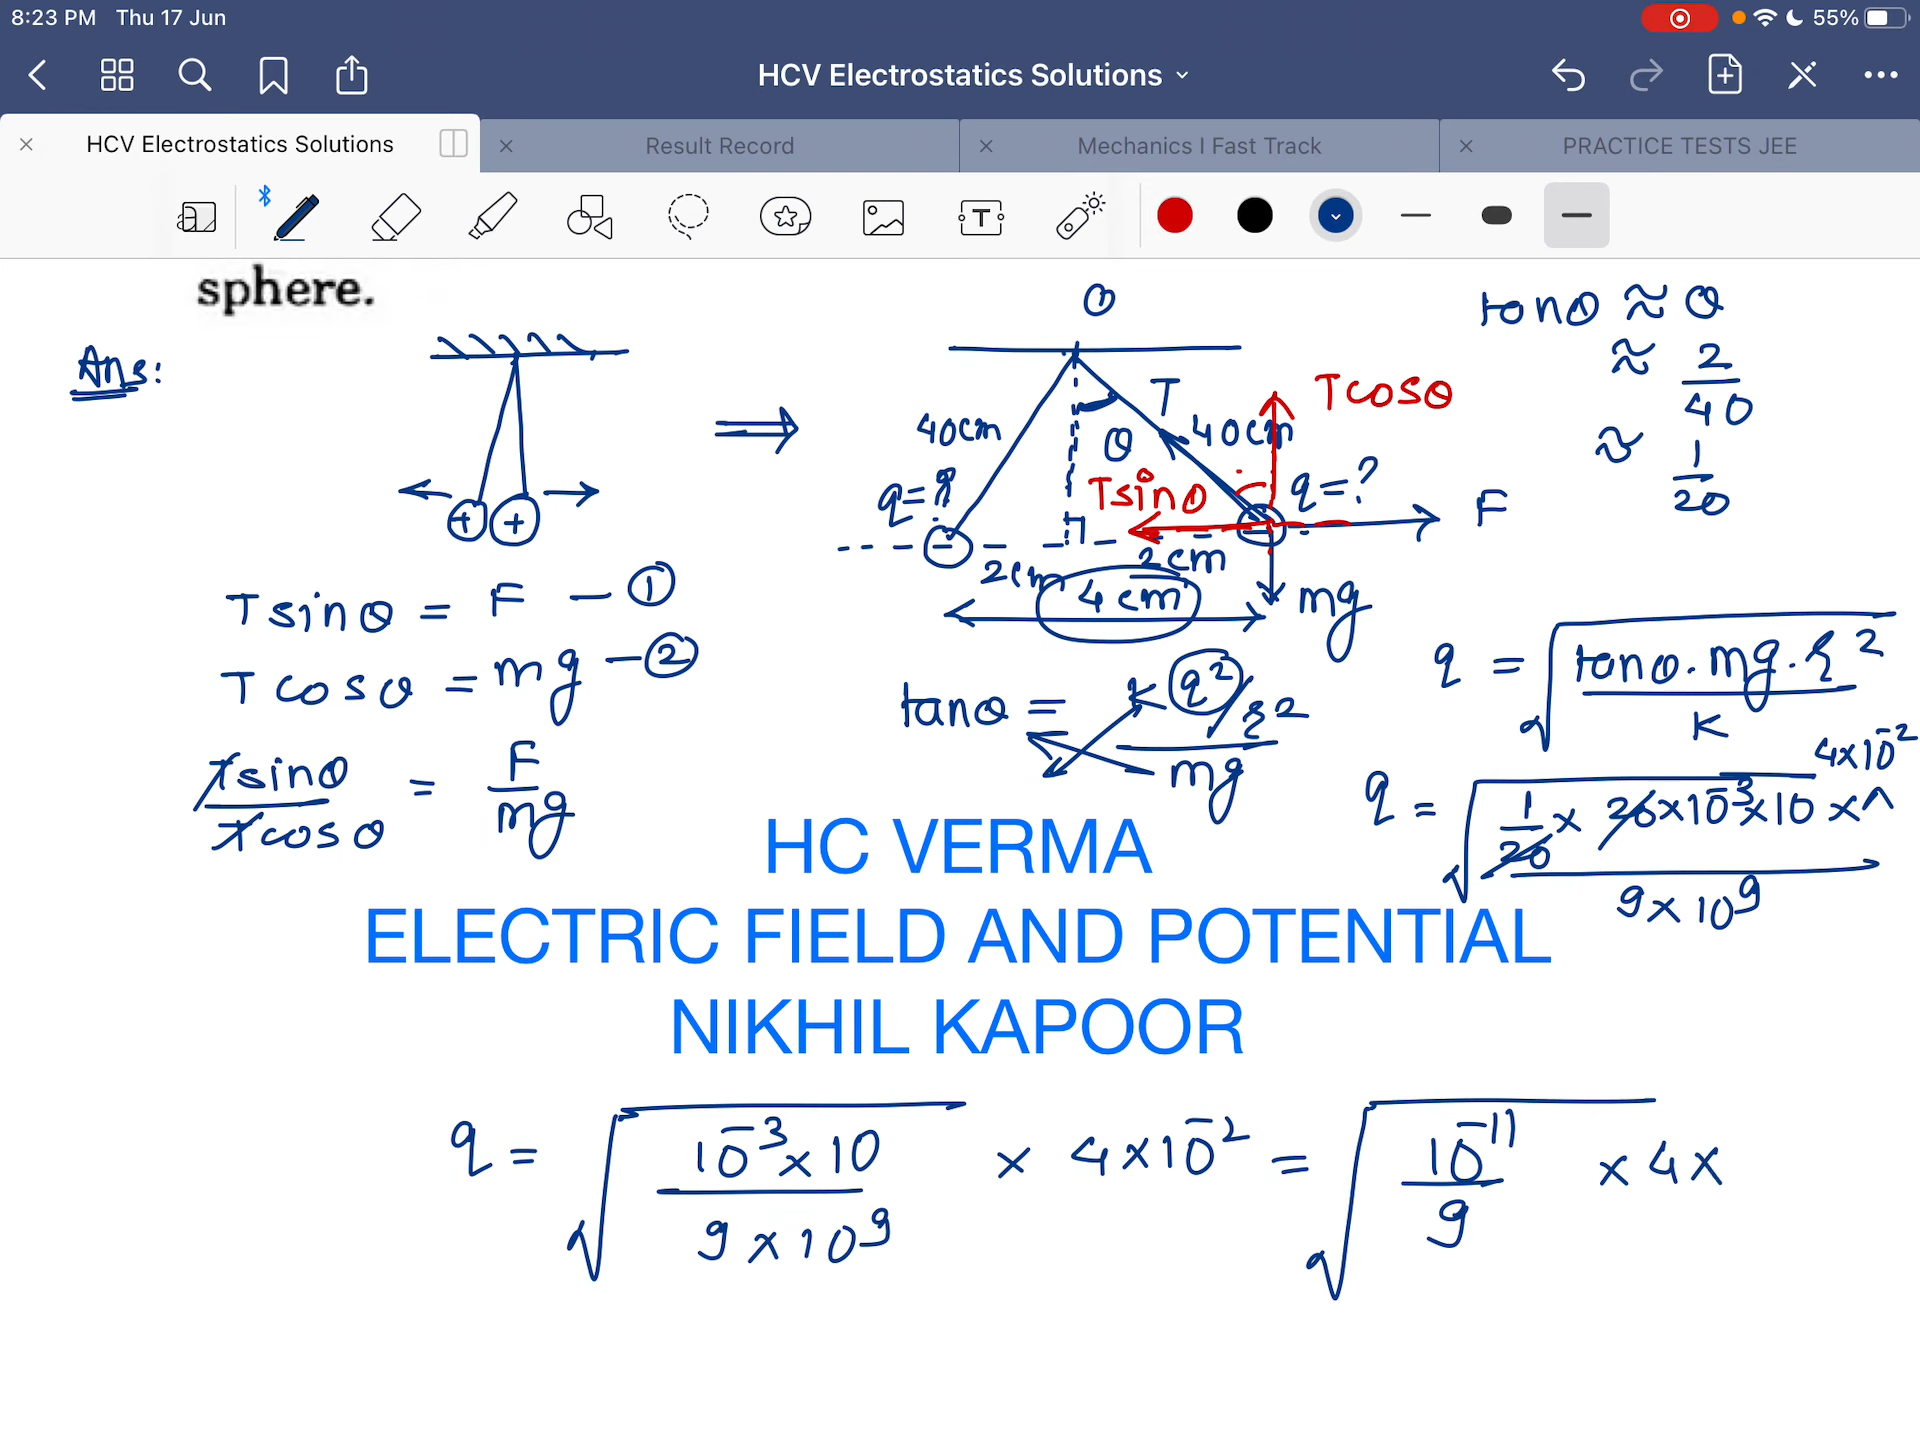 8:23 PM Thu 17 Jun
55%
HCV Electrostatics Solutions
HCV Electrostatics Solutions
Result Record
Mechanics I Fast Track
PRACTICE TESTS JEE
sphere.
Ans:
O
tanθ ≈ θ
≈ 2/40
≈ 1/20
T
Tcosθ
40cm
40cm
θ
q=?
Tsinθ
q=?
F
2cm
2cm
4cm
mg
Tsinθ = F - ①
Tcosθ = mg - ②
Tsinθ/Tcosθ = F/mg
tanθ = (kq²/r²)/mg
q = √(tanθ.mg.r²/K)
q = √(1/20 × 20×10⁻³×10 × ^ / 9×10⁹)
4×10⁻²
HC VERMA
ELECTRIC FIELD AND POTENTIAL
NIKHIL KAPOOR
q = √(10⁻³×10 / 9×10⁹) × 4×10⁻² = √(10⁻¹¹/9) × 4×